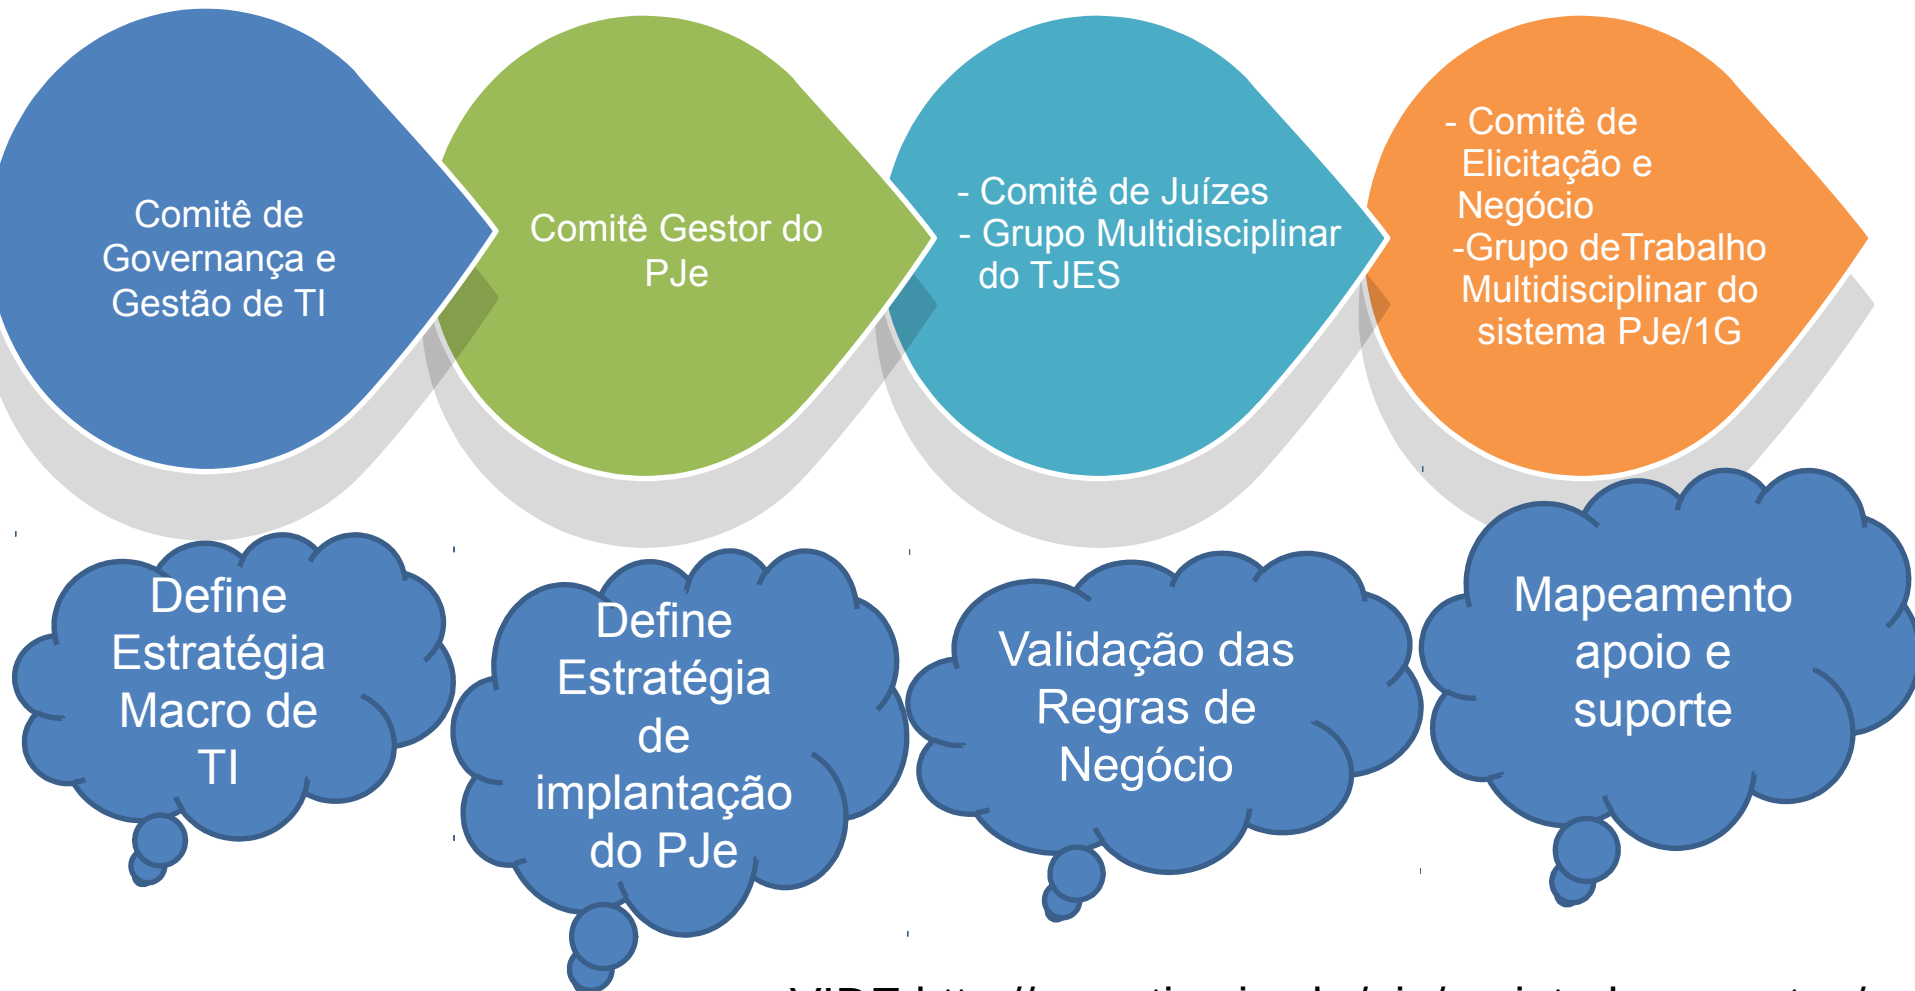 Comitê de
Governança e
Gestão de TI
Comitê Gestor do
PJe
- Comitê de Juízes
- Grupo Multidisciplinar
do TJES
- Comitê de
Elicitação e
Negócio
-Grupo deTrabalho
Multidisciplinar do
sistema PJe/1G
Define
Estratégia
Macro de
TI
Define
Estratégia
de
implantação
do PJe
Validação das
Regras de
Negócio
Mapeamento
apoio e
suporte